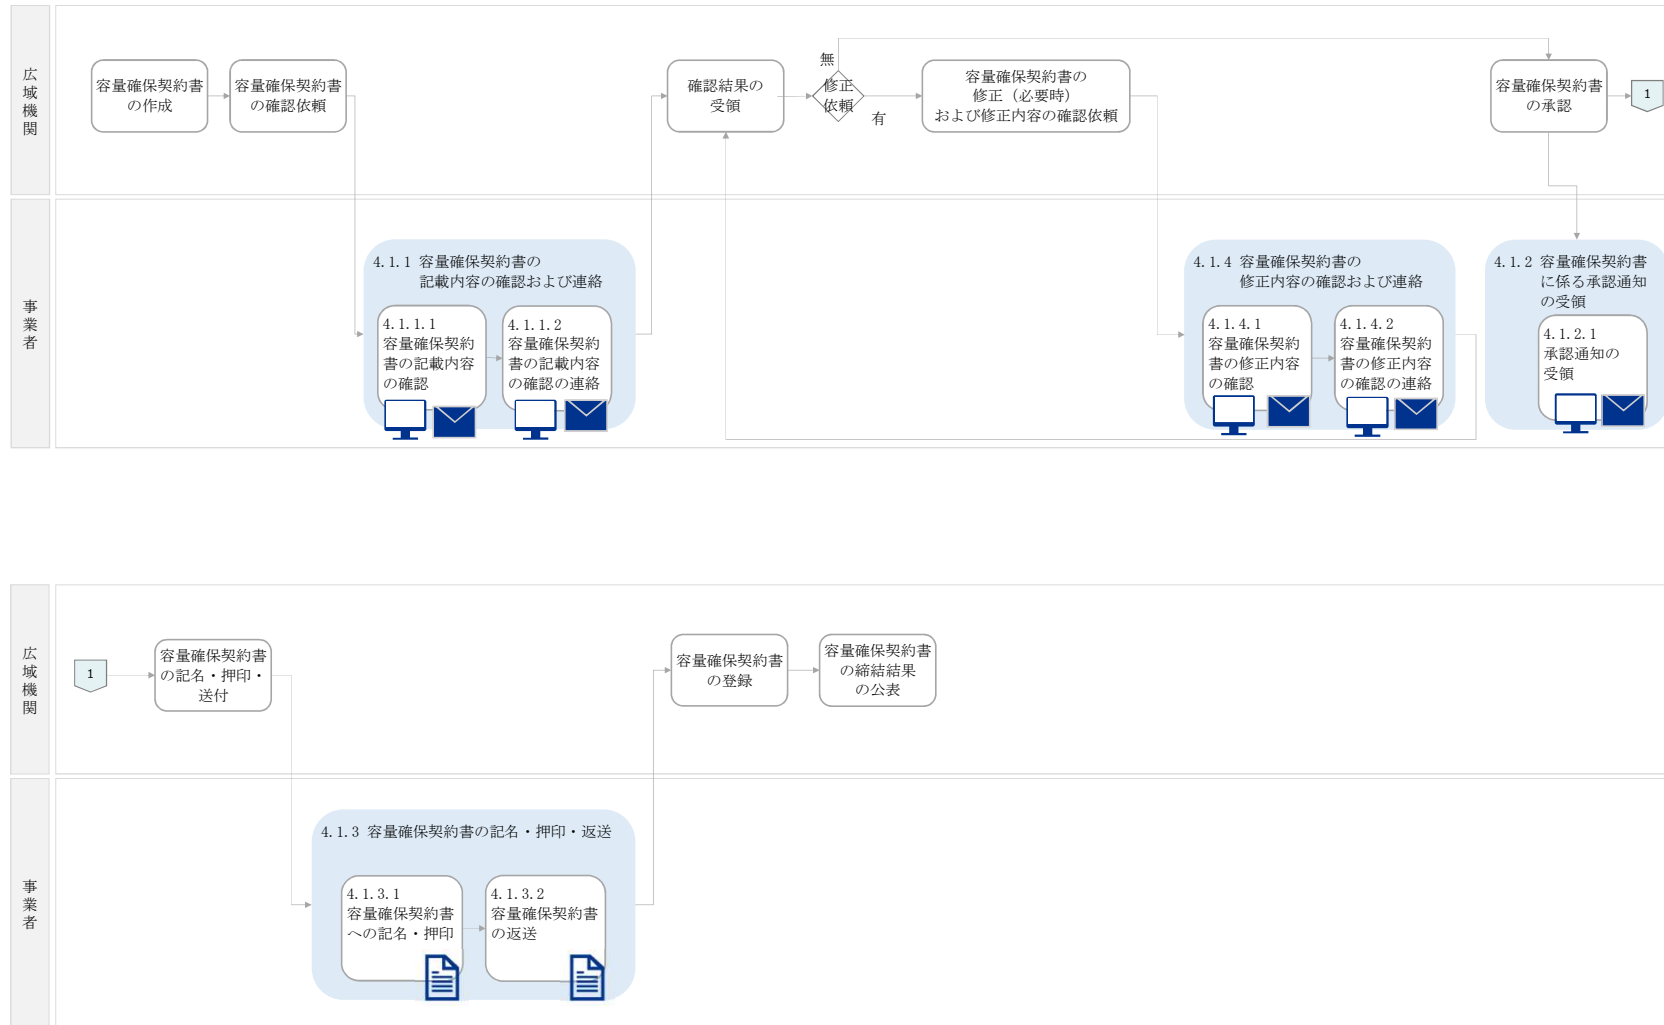 広域機関
容量確保契約書
の作成
容量確保契約書
の確認依頼
確認結果の
受領
無
修正
依頼
有
容量確保契約書の
修正（必要時）
および修正内容の確認依頼
容量確保契約書
の承認
1
事業者
4.1.1 容量確保契約書の
記載内容の確認および連絡
4.1.1.1
容量確保契約
書の記載内容
の確認
4.1.1.2
容量確保契約
書の記載内容
の確認の連絡
4.1.4 容量確保契約書の
修正内容の確認および連絡
4.1.4.1
容量確保契約
書の修正内容
の確認
4.1.4.2
容量確保契約
書の修正内容
の確認の連絡
4.1.2 容量確保契約書
に係る承認通知
の受領
4.1.2.1
承認通知の
受領
広域機関
1
容量確保契約書
の記名・押印・
送付
容量確保契約書
の登録
容量確保契約書
の締結結果
の公表
事業者
4.1.3 容量確保契約書の記名・押印・返送
4.1.3.1
容量確保契約書
への記名・押印
4.1.3.2
容量確保契約書
の返送